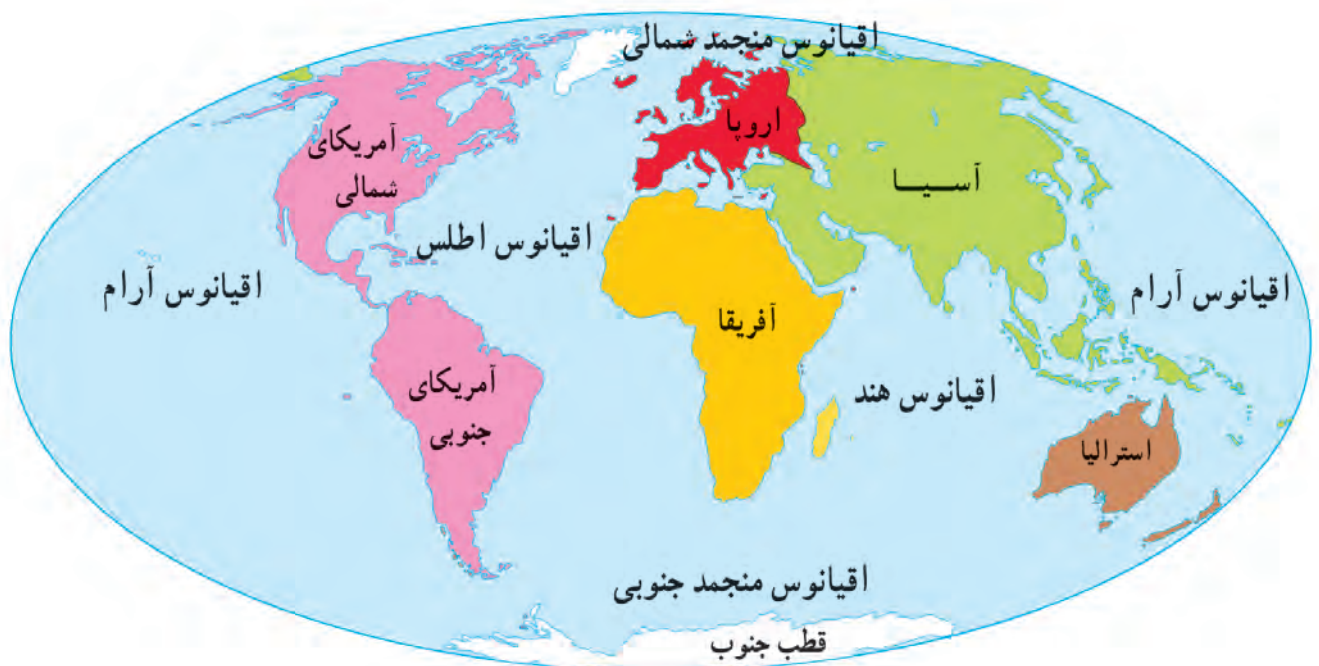 اقیانوس منجمد شمالی
اروپا
آمریکای
شمالی
آسیا
اقیانوس اطلس
اقیانوس آرام
اقیانوس آرام
آفریقا
آمریکای
جنوبی
اقیانوس هند
استرالیا
اقیانوس منجمد جنوبی
قطب جنوب